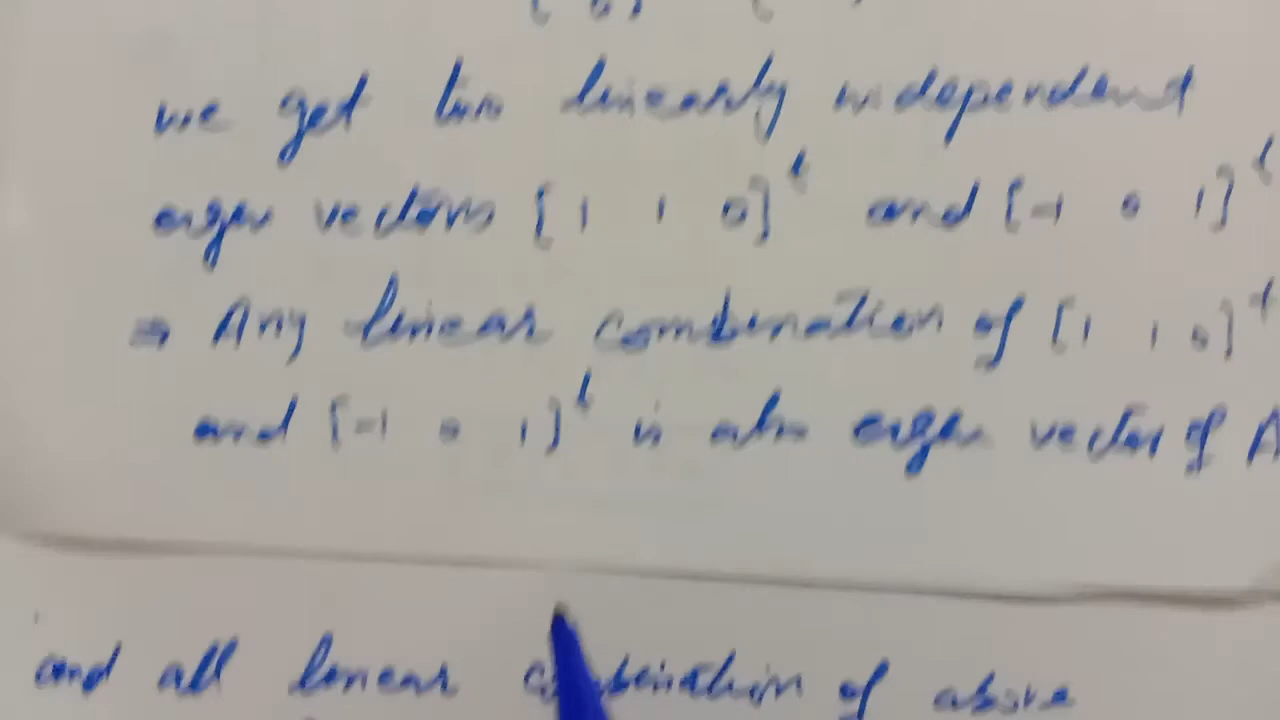 we get two linearly independent
eigen vectors [1 1 0]ᵗ and [-1 0 1]ᵗ
⇒ Any linear combination of [1 1 0]ᵗ
and [-1 0 1]ᵗ is also eigen vector of A
and all linear combination of above